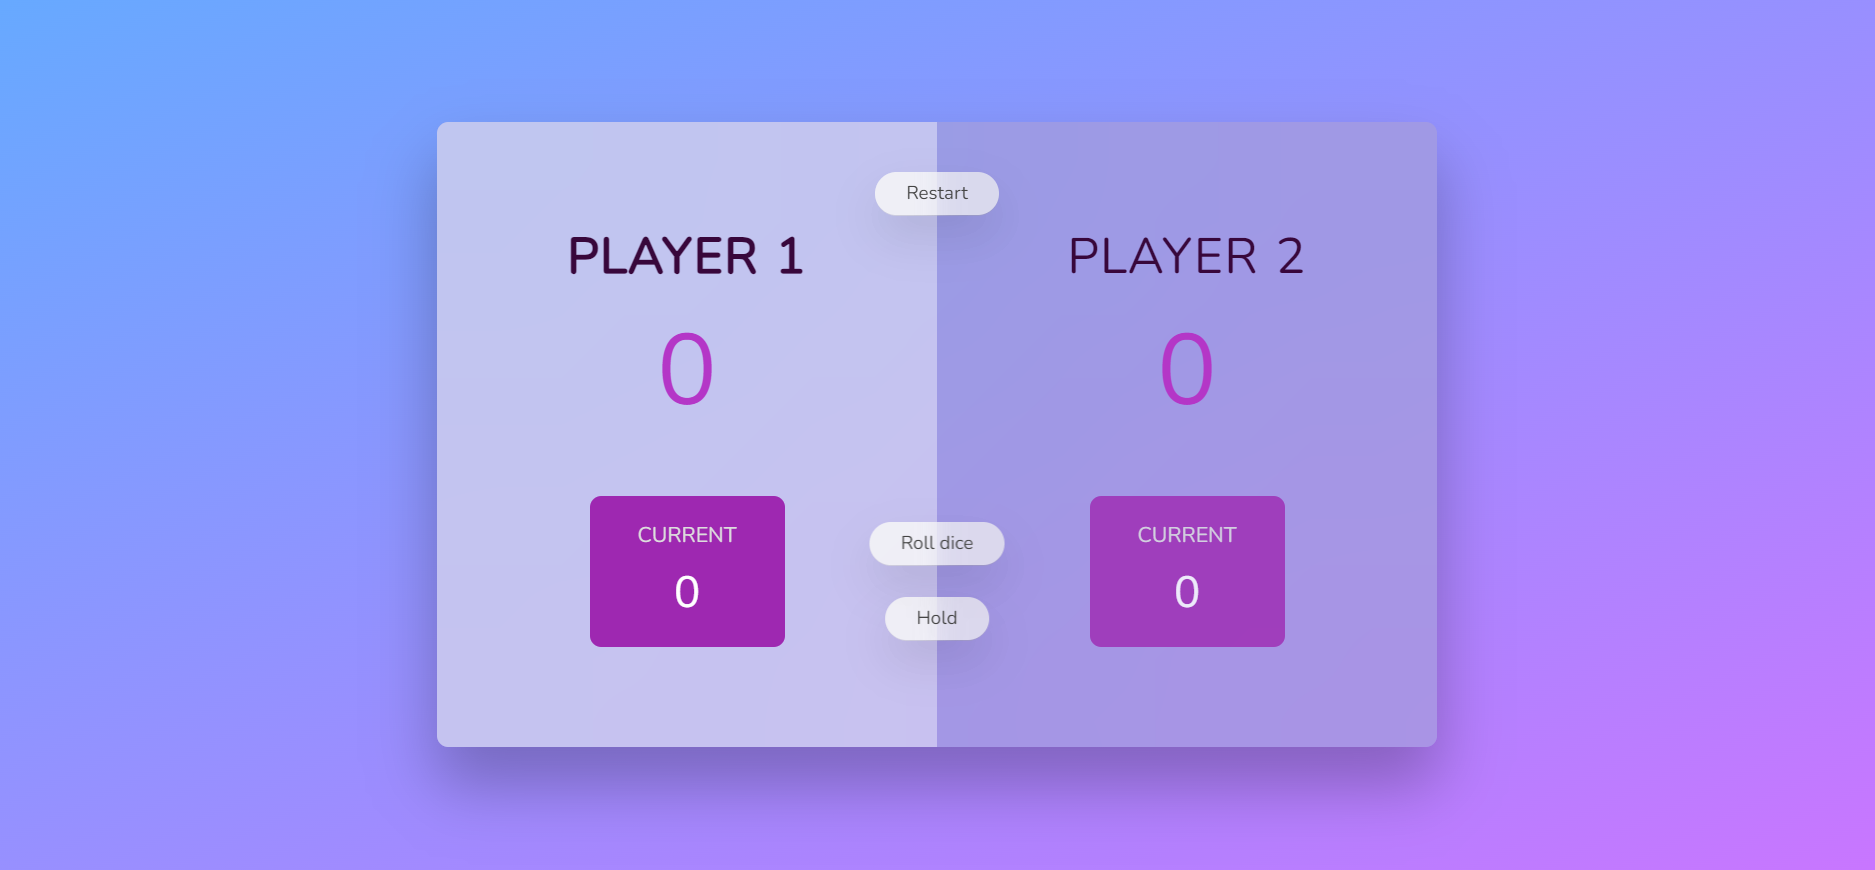 Restart
PLAYER 1
0
CURRENT
0
PLAYER 2
0
CURRENT
0
Roll dice
Hold